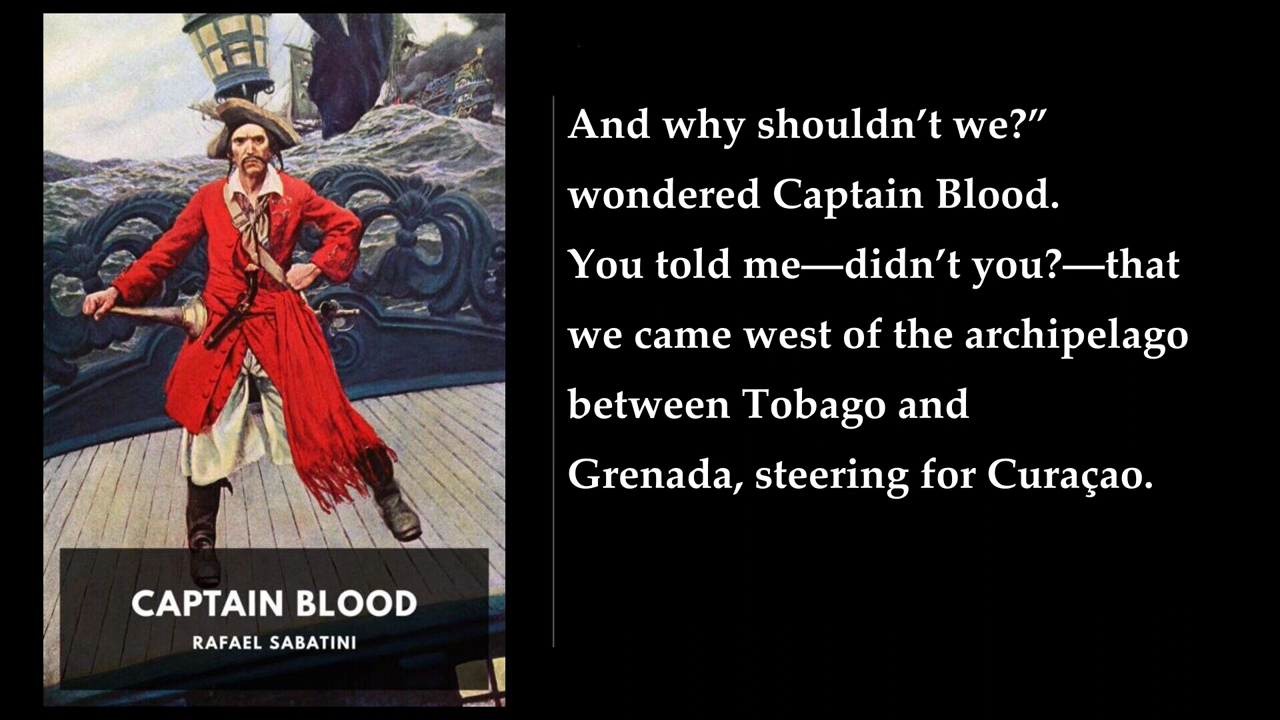 CAPTAIN BLOOD
RAFAEL SABATINI
And why shouldn’t we?”
wondered Captain Blood.
You told me—didn’t you?—that
we came west of the archipelago
between Tobago and
Grenada, steering for Curaçao.